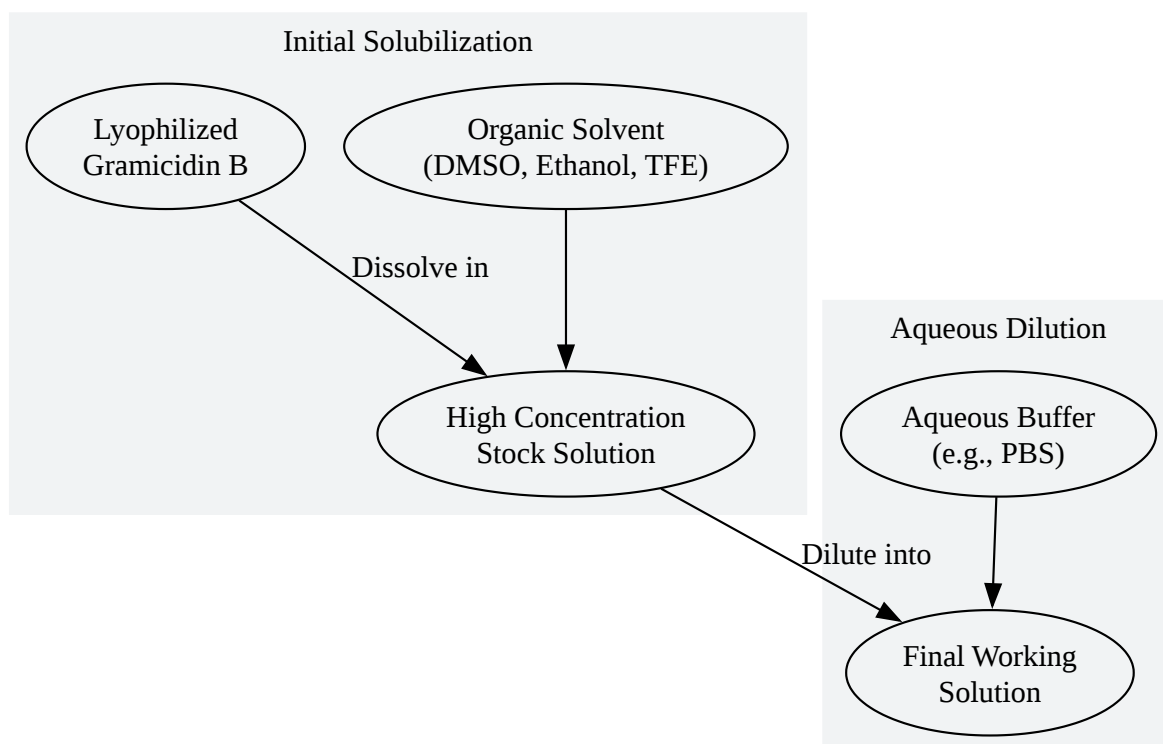 Initial Solubilization
Lyophilized
Gramicidin B
Organic Solvent
(DMSO, Ethanol, TFE)
Dissolve in
High Concentration
Stock Solution
Aqueous Dilution
Aqueous Buffer
(e.g., PBS)
Dilute into
Final Working
Solution